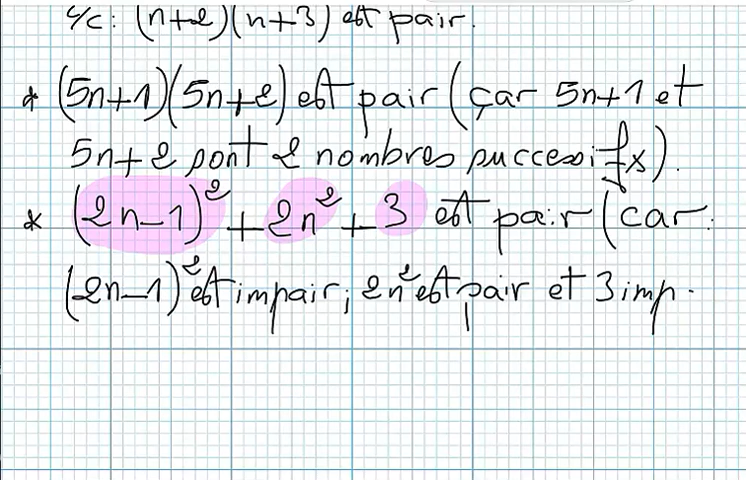 c/c: (n+2)(n+3) est pair.
* (5n+1)(5n+2) est pair (çar 5n+1 et
5n+2 sont 2 nombres successifs).
* (2n-1)² + 2n² + 3 est pair (car
(2n-1)² est impair, 2n² est pair et 3 imp.